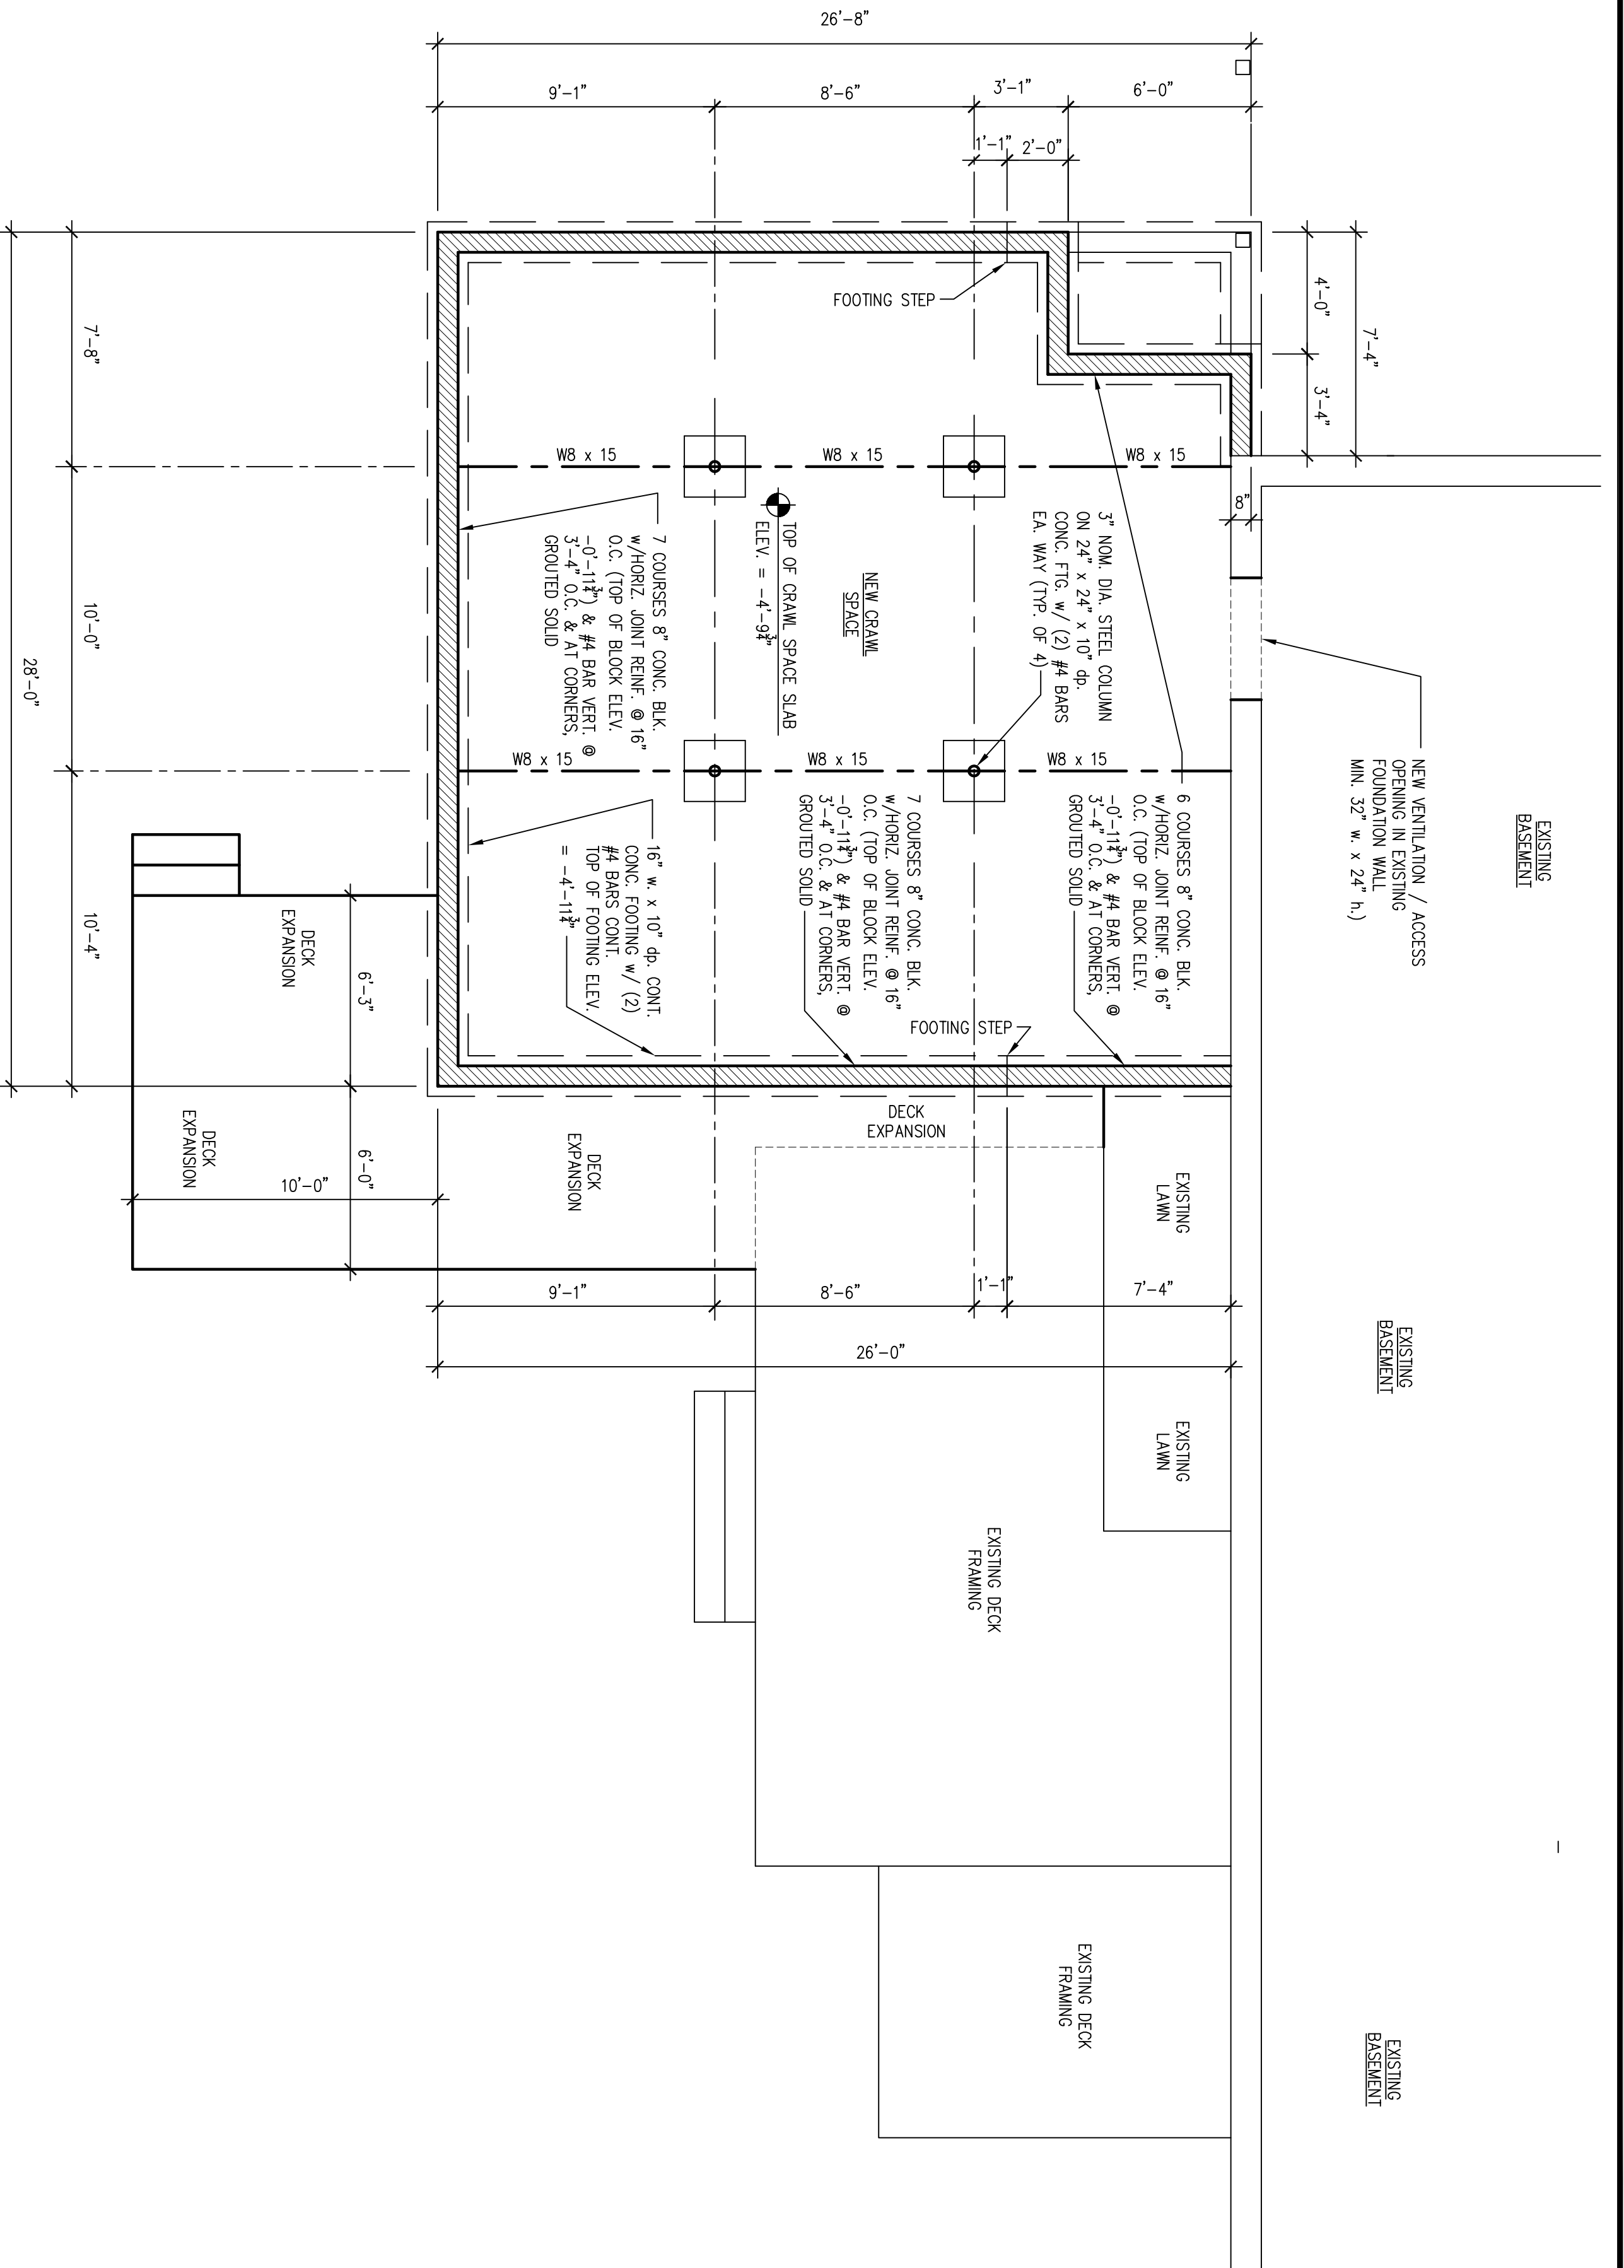 EXISTING
BASEMENT
EXISTING
BASEMENT
EXISTING
BASEMENT
NEW VENTILATION / ACCESS
OPENING IN EXISTING
FOUNDATION WALL
MIN. 32" w. x 24" h.)
7'-4"
4'-0"
3'-4"
8"
26'-8"
6'-0"
3'-1"
8'-6"
9'-1"
2'-0"
1'-1"
FOOTING STEP
W8 x 15
W8 x 15
W8 x 15
3" NOM. DIA. STEEL COLUMN
ON 24" x 24" x 10" dp.
CONC. FTG. w/ (2) #4 BARS
EA. WAY (TYP. OF 4)
NEW CRAWL
SPACE
TOP OF CRAWL SPACE SLAB
ELEV. = -4'-9¾"
7 COURSES 8" CONC. BLK.
w/HORIZ. JOINT REINF. @ 16"
O.C. (TOP OF BLOCK ELEV.
-0'-11¾") & #4 BAR VERT. @
3'-4" O.C. & AT CORNERS,
GROUTED SOLID
W8 x 15
W8 x 15
W8 x 15
6 COURSES 8" CONC. BLK.
w/HORIZ. JOINT REINF. @ 16"
O.C. (TOP OF BLOCK ELEV.
-0'-11¾") & #4 BAR VERT. @
3'-4" O.C. & AT CORNERS,
GROUTED SOLID
7 COURSES 8" CONC. BLK.
w/HORIZ. JOINT REINF. @ 16"
O.C. (TOP OF BLOCK ELEV.
-0'-11¾") & #4 BAR VERT. @
3'-4" O.C. & AT CORNERS,
GROUTED SOLID
16" w. x 10" dp. CONT.
CONC. FOOTING w/ (2)
#4 BARS CONT.
TOP OF FOOTING ELEV.
= -4'-11¾"
FOOTING STEP
DECK
EXPANSION
EXISTING
LAWN
EXISTING
LAWN
DECK
EXPANSION
7'-4"
1'-1"
8'-6"
9'-1"
26'-0"
EXISTING DECK
FRAMING
EXISTING DECK
FRAMING
DECK
EXPANSION
6'-3"
6'-0"
10'-0"
DECK
EXPANSION
7'-8"
10'-0"
10'-4"
28'-0"